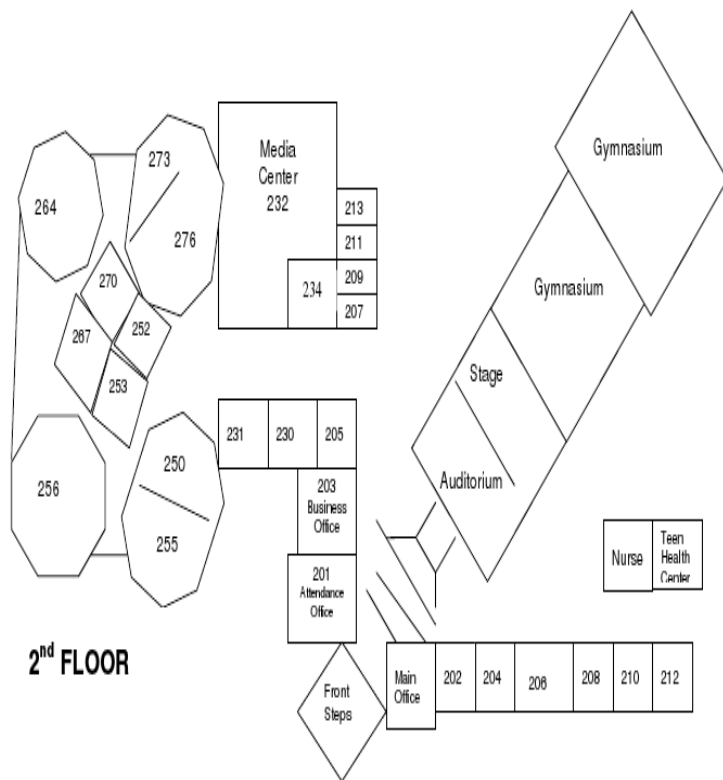 Gymnasium
273
Media
Center
232
264
276
213
211
270
234
209
Gymnasium
207
252
267
253
Stage
231
230
205
250
Auditorium
256
203
Business
Office
255
Nurse
Teen
Health
Center
201
Attendance
Office
2nd FLOOR
Front
Steps
Main
Office
202
204
206
208
210
212